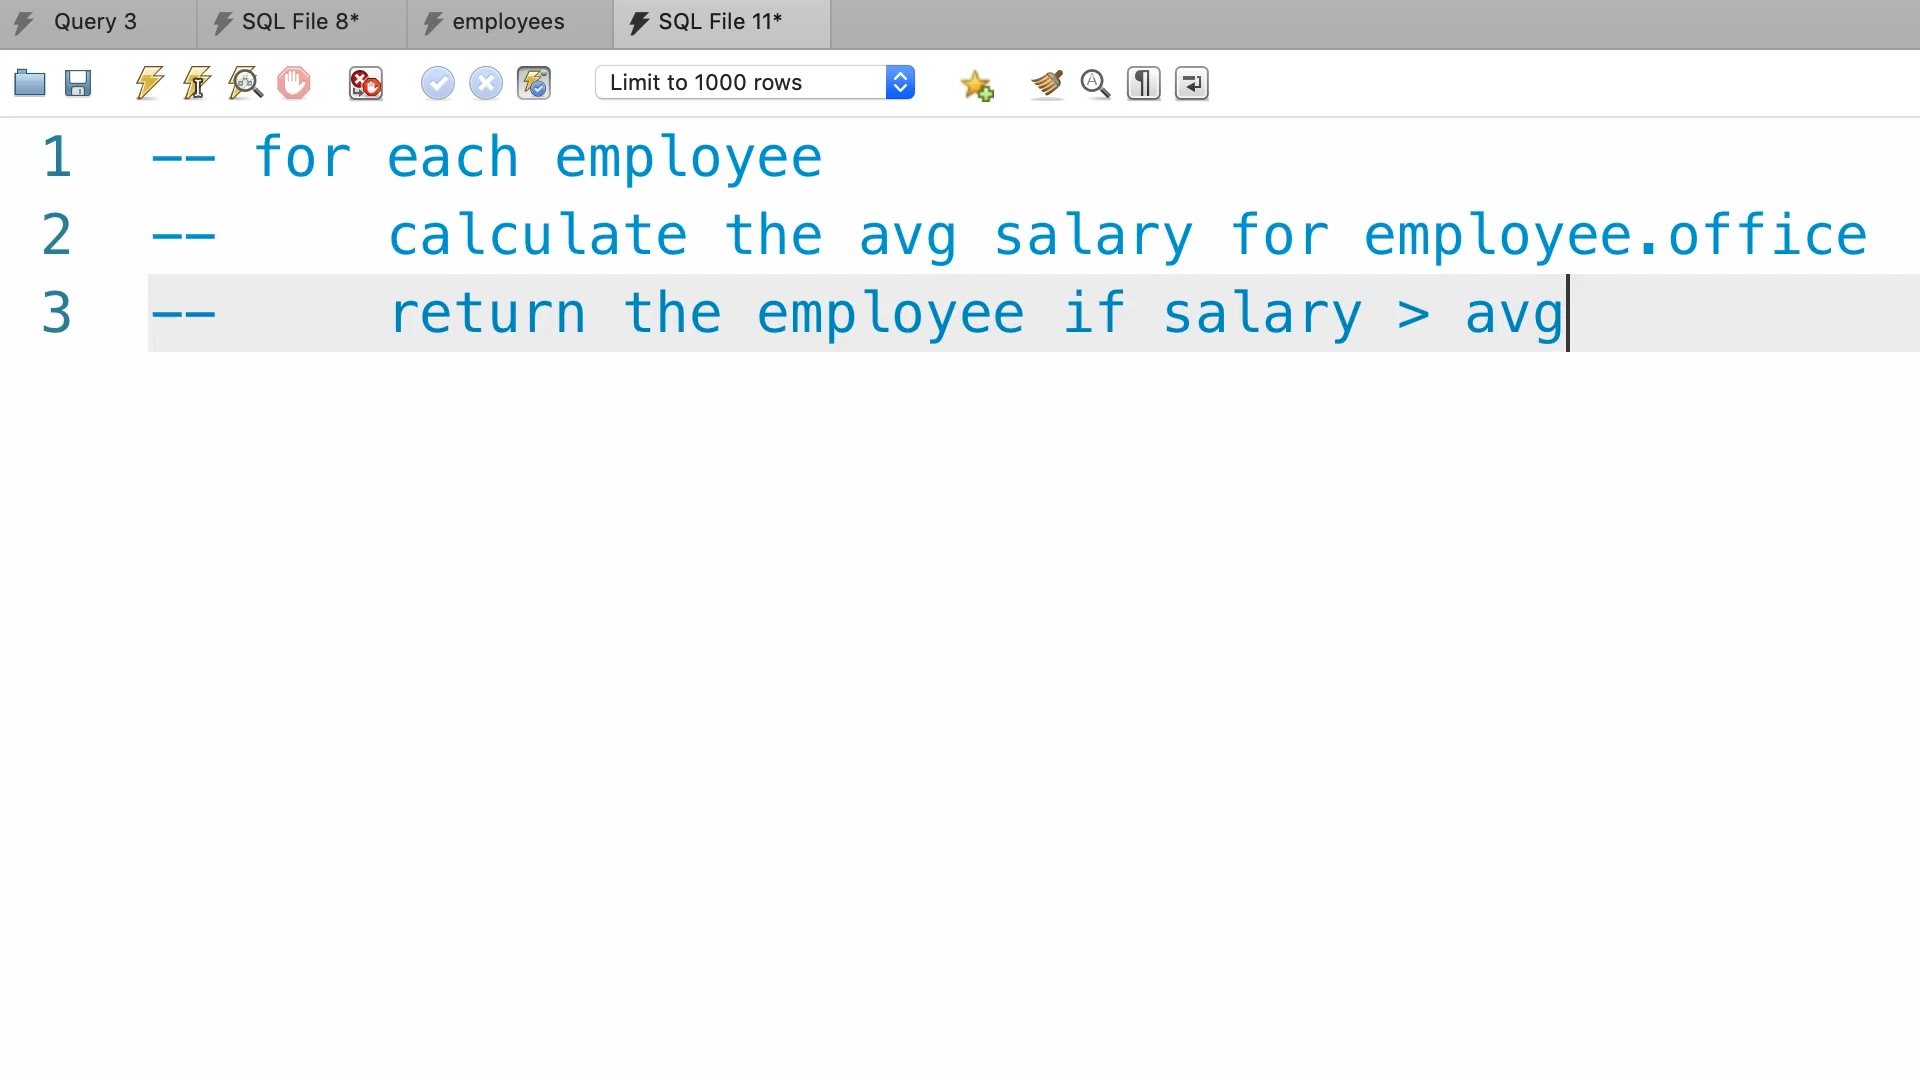 Query 3
SQL File 8*
employees
SQL File 11*
Limit to 1000 rows
1 -- for each employee
2 --     calculate the avg salary for employee.office
3 --     return the employee if salary > avg